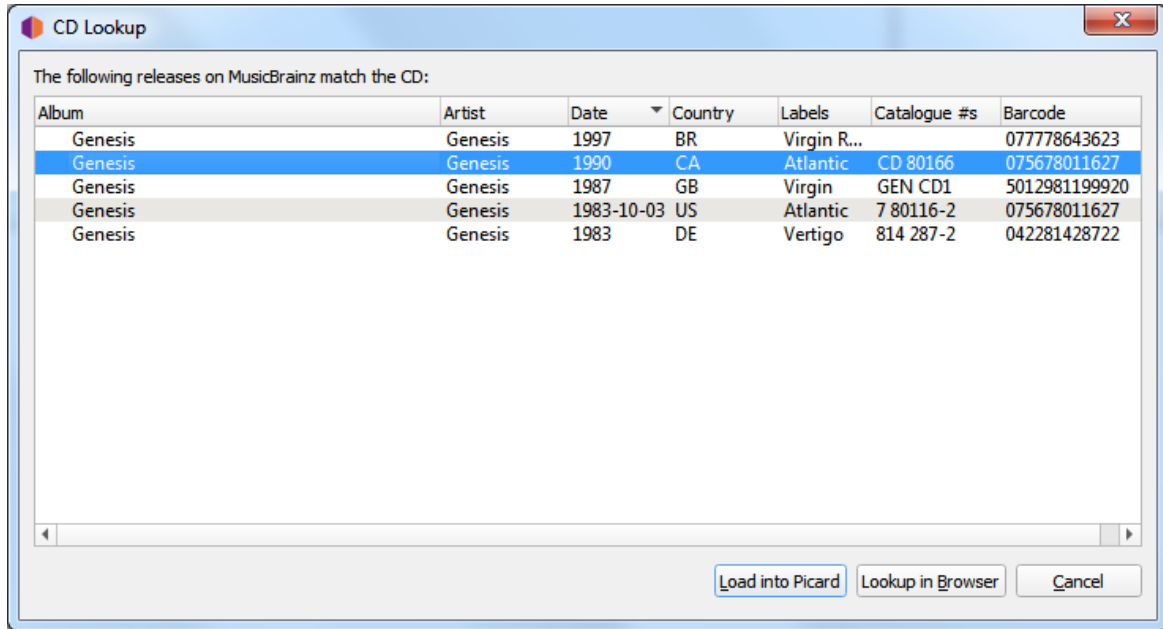 CD Lookup
The following releases on MusicBrainz match the CD:
Album Artist Date Country Labels Catalogue #s Barcode
Genesis Genesis 1997 BR Virgin R... 077778643623
Genesis Genesis 1990 CA Atlantic CD 80166 075678011627
Genesis Genesis 1987 GB Virgin GEN CD1 5012981199920
Genesis Genesis 1983-10-03 US Atlantic 7 80116-2 075678011627
Genesis Genesis 1983 DE Vertigo 814 287-2 042281428722
Load into Picard Lookup in Browser Cancel